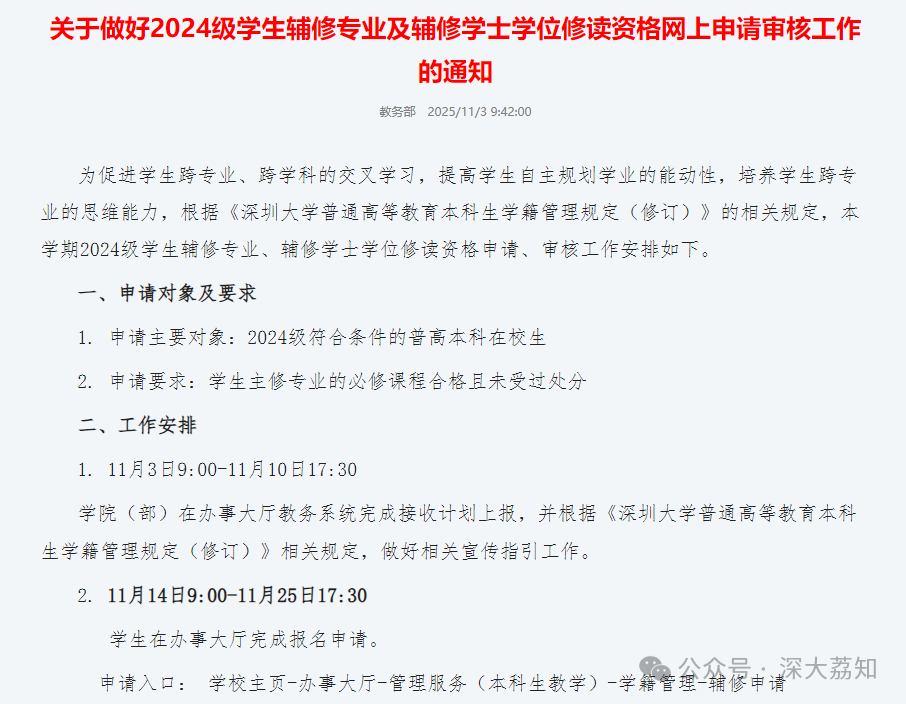 关于做好2024级学生辅修专业及辅修学士学位修读资格网上申请审核工作
的通知
教务部 2025/11/3 9:42:00
为促进学生跨专业、跨学科的交叉学习，提高学生自主规划学业的能动性，培养学生跨专
业的思维能力，根据《深圳大学普通高等教育本科生学籍管理规定（修订）》的相关规定，本
学期2024级学生辅修专业、辅修学士学位修读资格申请、审核工作安排如下。
一、申请对象及要求
1. 申请主要对象：2024级符合条件的普高本科在校生
2. 申请要求：学生主修专业的必修课程合格且未受过处分
二、工作安排
1. 11月3日9:00-11月10日17:30
学院（部）在办事大厅教务系统完成接收计划上报，并根据《深圳大学普通高等教育本科
生学籍管理规定（修订）》相关规定，做好相关宣传指引工作。
2. 11月14日9:00-11月25日17:30
学生在办事大厅完成报名申请。
申请入口： 学校主页-办事大厅-管理服务（本科生教学）-学籍管理-辅修申请
公众号 · 深大荔知